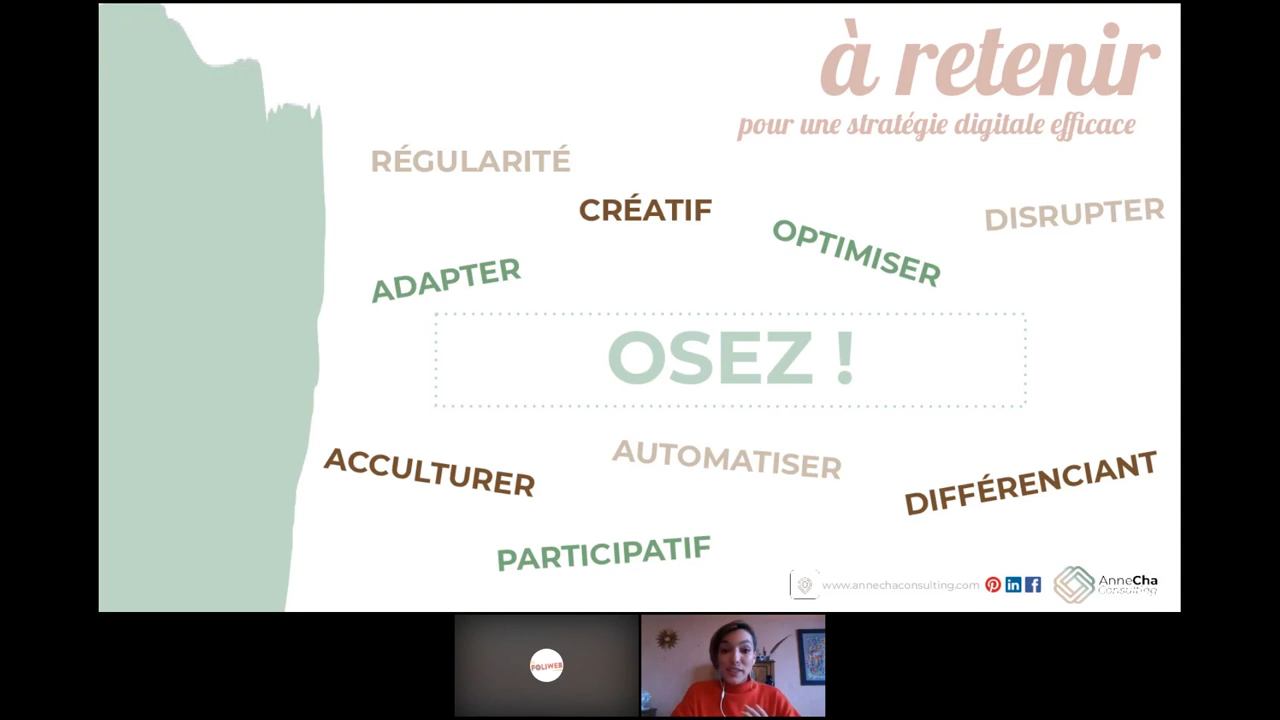 à retenir
pour une stratégie digitale efficace
RÉGULARITÉ
CRÉATIF
DISRUPTER
OPTIMISER
ADAPTER
OSEZ !
AUTOMATISER
ACCULTURER
DIFFÉRENCIANT
PARTICIPATIF
www.annechaconsulting.com
AnneCha
Consulting
POLIWEB